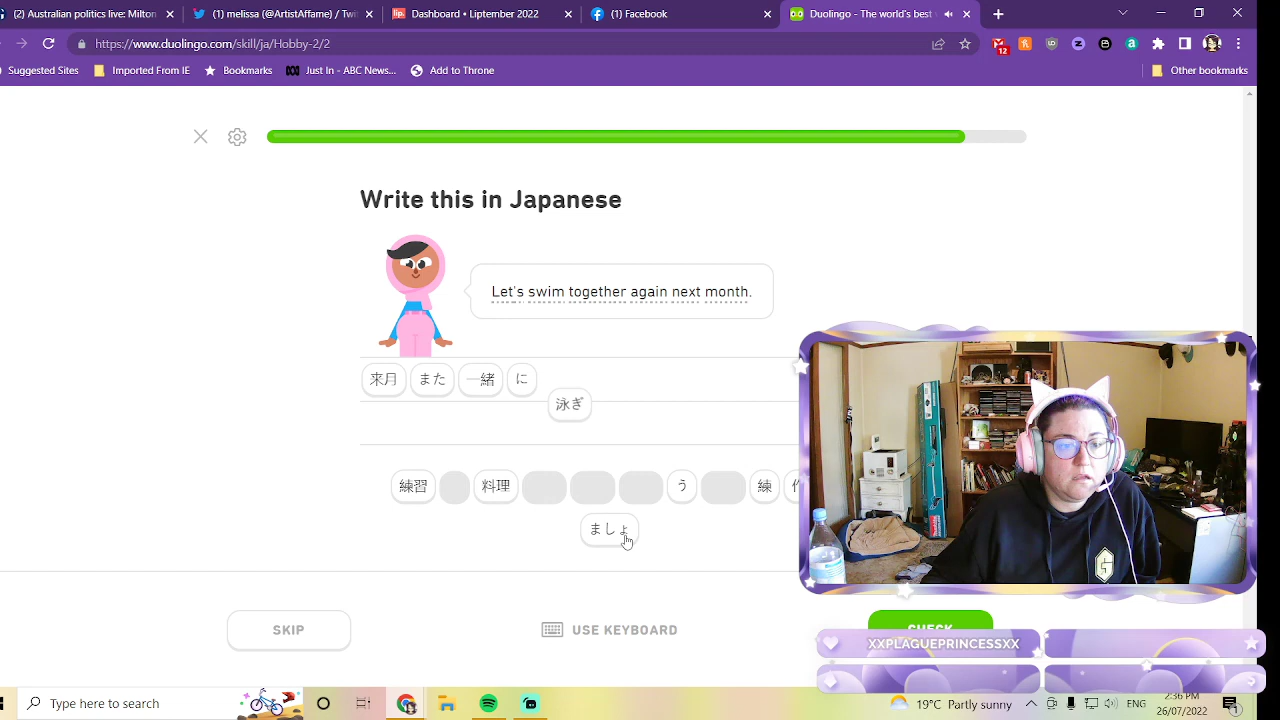 (2) Australian politics live: Milton
melissa (@ArtistAffame) / Twit
Dashboard • Liptember 2022
(1) Facebook
Duolingo - The world's best
https://www.duolingo.com/skill/ja/Hobby-2/2
12
Suggested Sites
Imported From IE
Bookmarks
Just In - ABC News...
Add to Throne
Other bookmarks
Write this in Japanese
Let's swim together again next month.
来月 また 一緒 に
泳ぎ
練習 料理 う 練
ましょ
SKIP
USE KEYBOARD
CHECK
XXPLAGUEPRINCESSXX
Type here to search
19°C Partly sunny
ENG
2:36 PM
26/07/2022